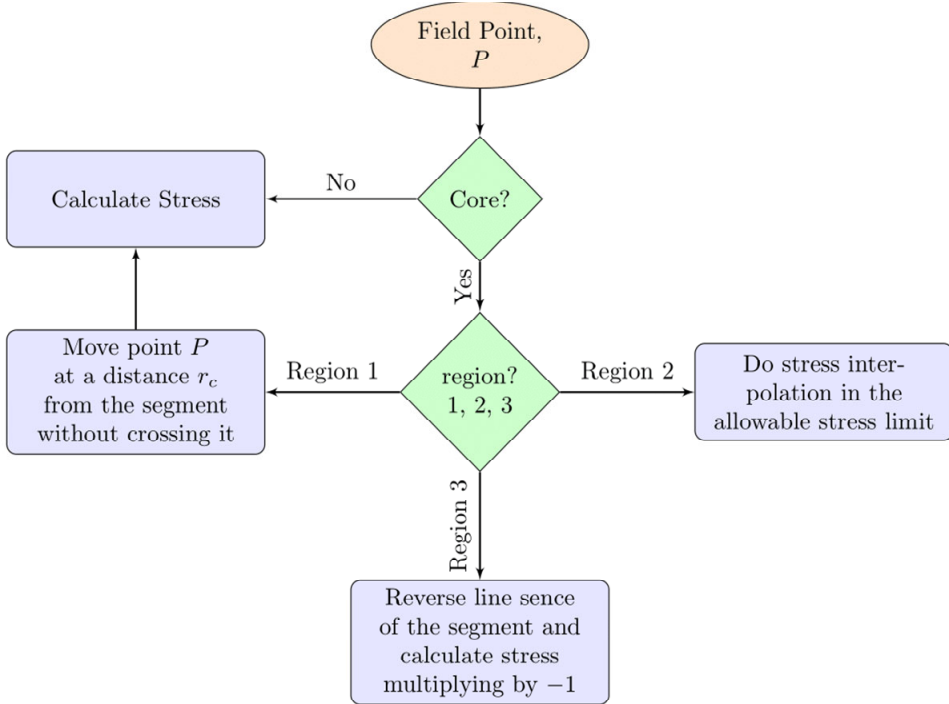 Field Point,
P
Core?
No
Calculate Stress
Yes
region?
1, 2, 3
Region 1
Move point P
at a distance r_c
from the segment
without crossing it
Region 2
Do stress inter-
polation in the
allowable stress limit
Region 3
Reverse line sence
of the segment and
calculate stress
multiplying by −1